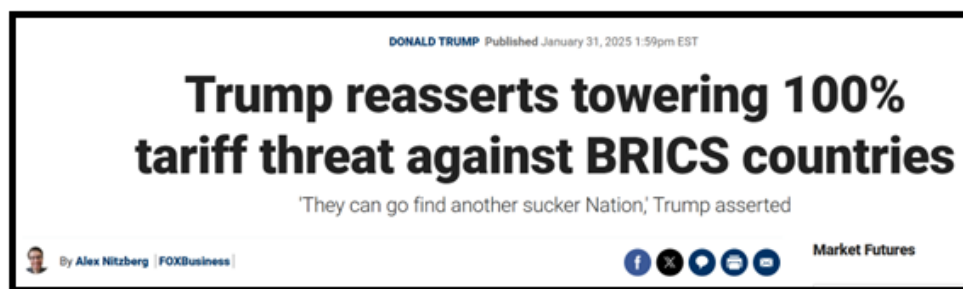 DONALD TRUMP Published January 31, 2025 1:59pm EST
Trump reasserts towering 100%
tariff threat against BRICS countries
'They can go find another sucker Nation,' Trump asserted
By Alex Nitzberg | FOXBusiness |
Market Futures